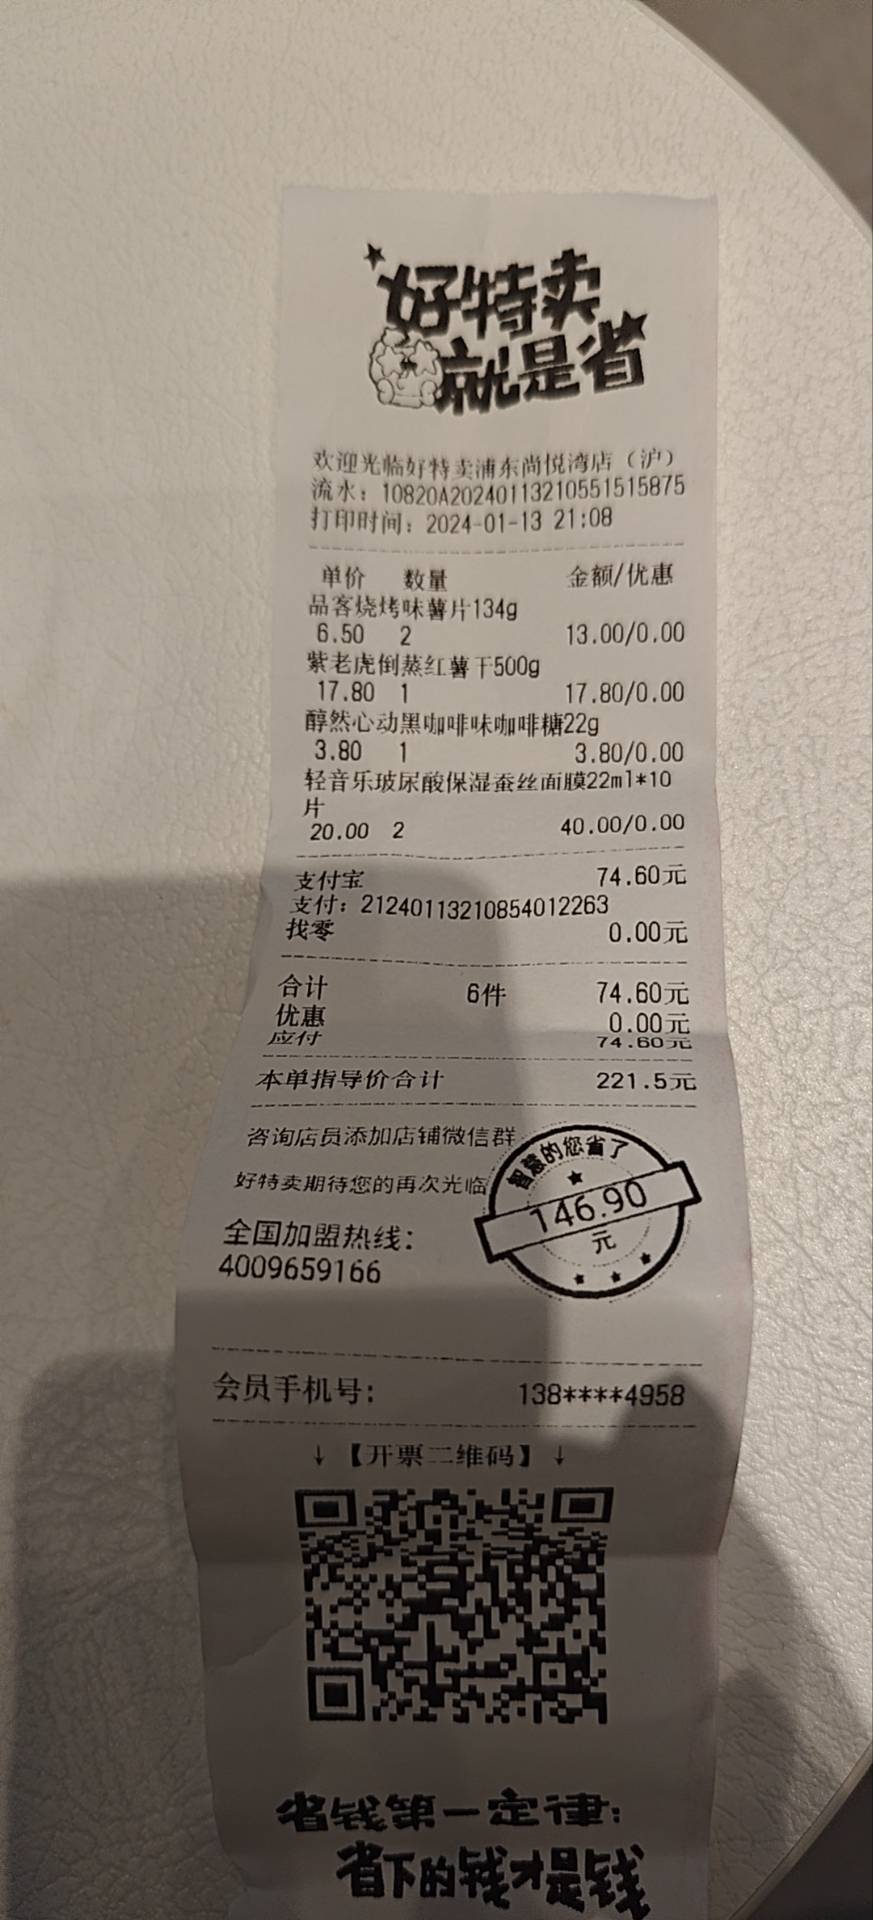 好特卖
就是省
欢迎光临好特卖浦东尚悦湾店（沪）
流水：10820A20240113210551515875
打印时间：2024-01-13 21:08
单价 数量 金额/优惠
品客烧烤味薯片134g
6.50 2 13.00/0.00
紫老虎倒蒸红薯干500g
17.80 1 17.80/0.00
醇然心动黑咖啡味咖啡糖22g
3.80 1 3.80/0.00
轻音乐玻尿酸保湿蚕丝面膜22ml*10
片
20.00 2 40.00/0.00
支付宝 74.60元
支付：21240113210854012263
找零 0.00元
合计 6件 74.60元
优惠 0.00元
应付 74.60元
本单指导价合计 221.5元
咨询店员添加店铺微信群
好特卖期待您的再次光临
智慧的您省了
146.90
元
全国加盟热线：
4009659166
会员手机号： 138****4958
↓【开票二维码】↓
省钱第一定律：
省下的钱才是钱